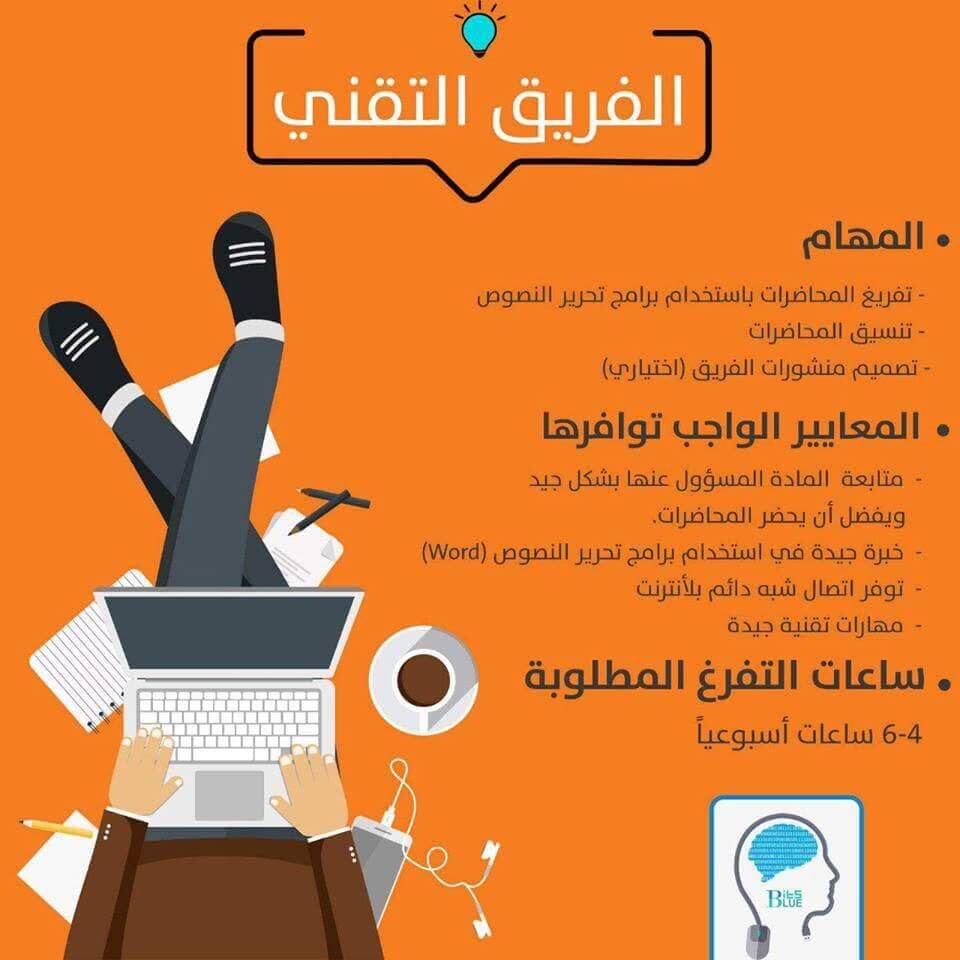 الفريق التقني
• المهام
- تفريغ المحاضرات باستخدام برامج تحرير النصوص
- تنسيق المحاضرات
- تصميم منشورات الفريق (اختياري)
• المعايير الواجب توافرها
- متابعة المادة المسؤول عنها بشكل جيد
ويفضل أن يحضر المحاضرات.
- خبرة جيدة في استخدام برامج تحرير النصوص (Word)
- توفر اتصال شبه دائم بلأنترنت
- مهارات تقنية جيدة
• ساعات التفرغ المطلوبة
6-4 ساعات أسبوعياً
Bits
BLUE